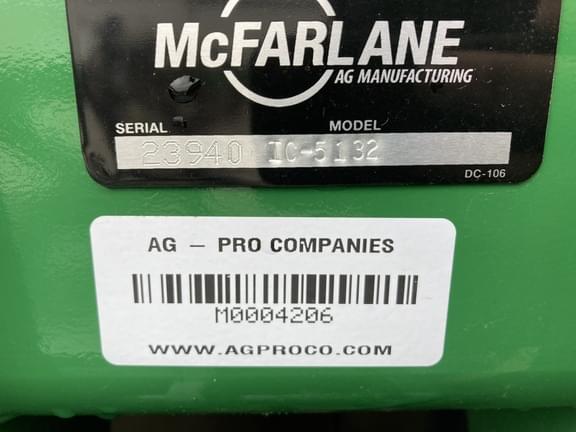 McFARLANE
AG MANUFACTURING
SERIAL MODEL
23940 IC-5132
DC-106
AG — PRO COMPANIES
M0004206
WWW.AGPROCO.COM